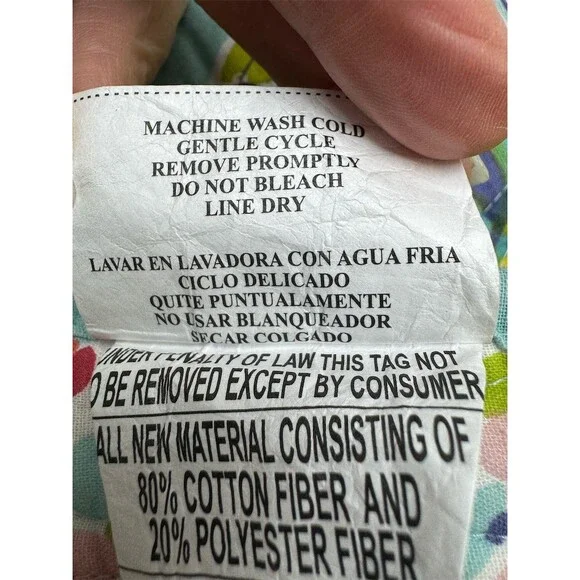 MACHINE WASH COLD
GENTLE CYCLE
REMOVE PROMPTLY
DO NOT BLEACH
LINE DRY
LAVAR EN LAVADORA CON AGUA FRIA
CICLO DELICADO
QUITE PUNTUALAMENTE
NO USAR BLANQUEADOR
SECAR COLGADO
UNDER PENALTY OF LAW THIS TAG NOT
O BE REMOVED EXCEPT BY CONSUMER
ALL NEW MATERIAL CONSISTING OF
80% COTTON FIBER AND
20% POLYESTER FIBER